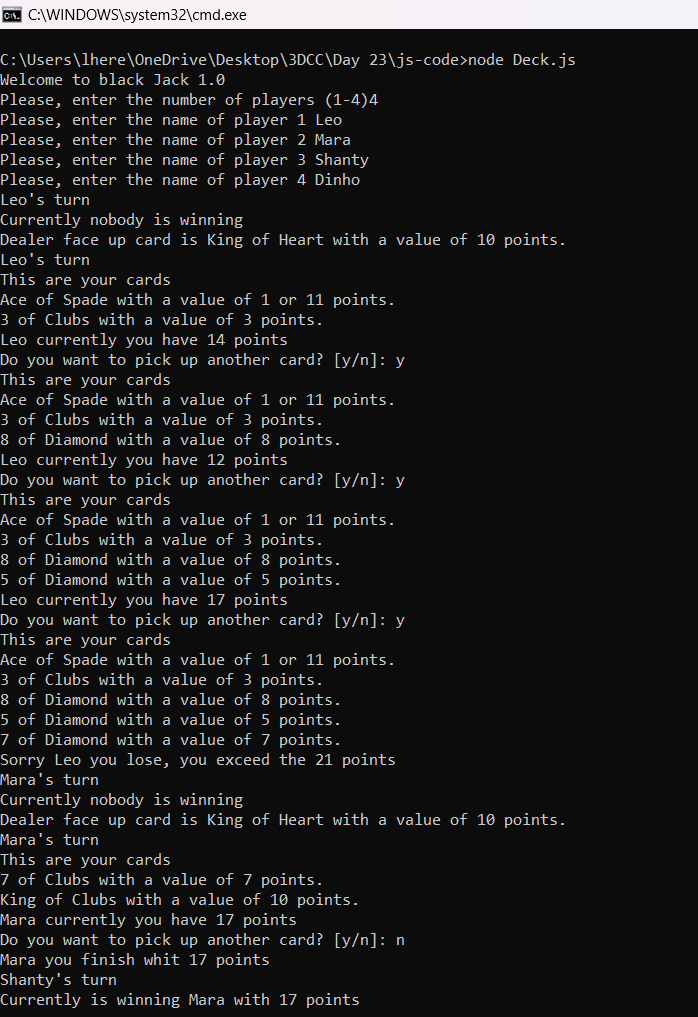 C:\WINDOWS\system32\cmd.exe
C:\Users\lhere\OneDrive\Desktop\3DCC\Day 23\js-code>node Deck.js
Welcome to black Jack 1.0
Please, enter the number of players (1-4)4
Please, enter the name of player 1 Leo
Please, enter the name of player 2 Mara
Please, enter the name of player 3 Shanty
Please, enter the name of player 4 Dinho
Leo's turn
Currently nobody is winning
Dealer face up card is King of Heart with a value of 10 points.
Leo's turn
This are your cards
Ace of Spade with a value of 1 or 11 points.
3 of Clubs with a value of 3 points.
Leo currently you have 14 points
Do you want to pick up another card? [y/n]: y
This are your cards
Ace of Spade with a value of 1 or 11 points.
3 of Clubs with a value of 3 points.
8 of Diamond with a value of 8 points.
Leo currently you have 12 points
Do you want to pick up another card? [y/n]: y
This are your cards
Ace of Spade with a value of 1 or 11 points.
3 of Clubs with a value of 3 points.
8 of Diamond with a value of 8 points.
5 of Diamond with a value of 5 points.
Leo currently you have 17 points
Do you want to pick up another card? [y/n]: y
This are your cards
Ace of Spade with a value of 1 or 11 points.
3 of Clubs with a value of 3 points.
8 of Diamond with a value of 8 points.
5 of Diamond with a value of 5 points.
7 of Diamond with a value of 7 points.
Sorry Leo you lose, you exceed the 21 points
Mara's turn
Currently nobody is winning
Dealer face up card is King of Heart with a value of 10 points.
Mara's turn
This are your cards
7 of Clubs with a value of 7 points.
King of Clubs with a value of 10 points.
Mara currently you have 17 points
Do you want to pick up another card? [y/n]: n
Mara you finish whit 17 points
Shanty's turn
Currently is winning Mara with 17 points